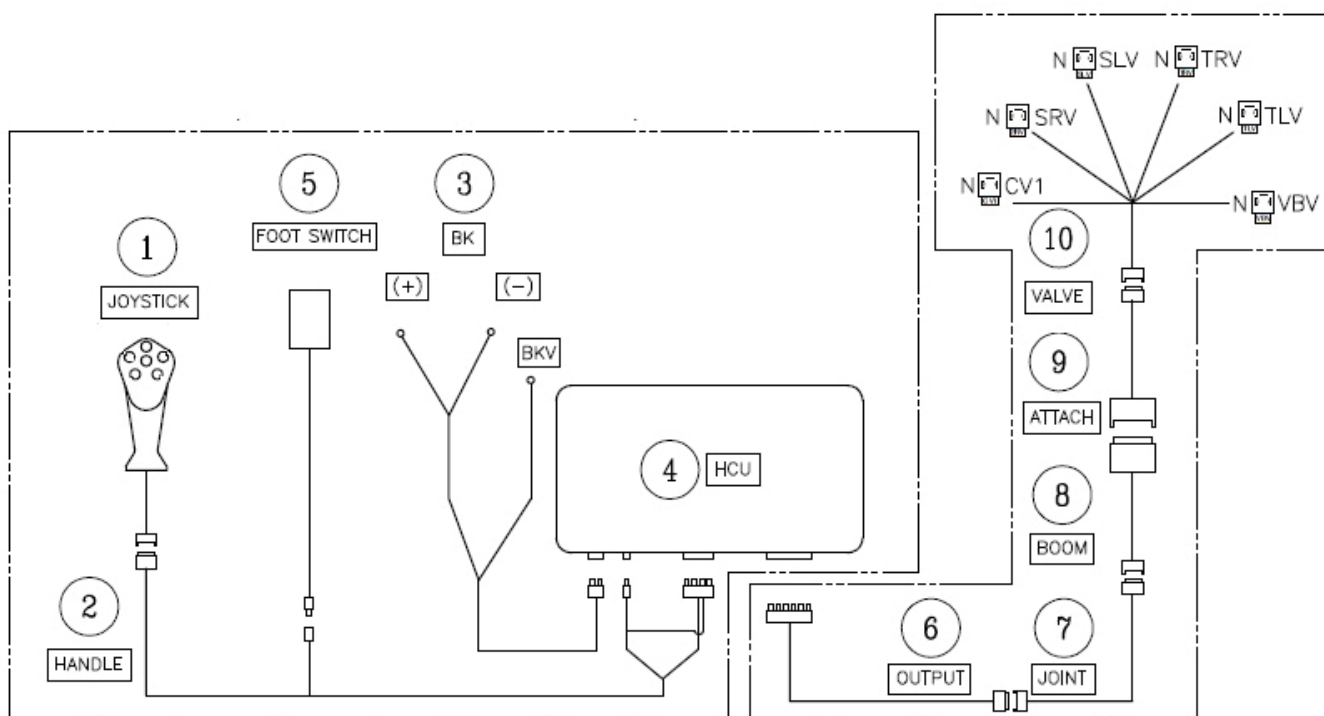 N SLV
N TRV
N SRV
N TLV
N CV1
N VBV
5
FOOT SWITCH
3
BK
1
JOYSTICK
(+)
(-)
BKV
10
VALVE
9
ATTACH
4
HCU
8
BOOM
2
HANDLE
6
OUTPUT
7
JOINT